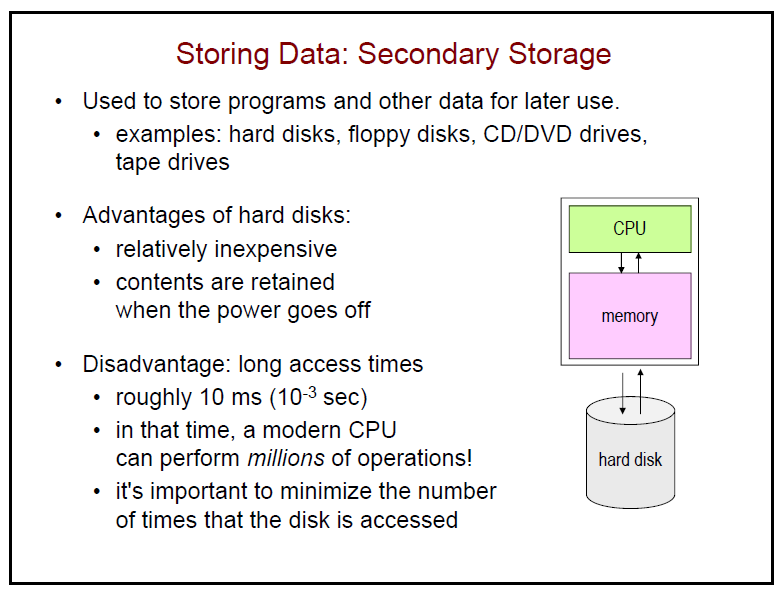 Storing Data: Secondary Storage
• Used to store programs and other data for later use.
• examples: hard disks, floppy disks, CD/DVD drives,
tape drives
• Advantages of hard disks:
• relatively inexpensive
• contents are retained
when the power goes off
• Disadvantage: long access times
• roughly 10 ms (10⁻³ sec)
• in that time, a modern CPU
can perform millions of operations!
• it's important to minimize the number
of times that the disk is accessed
CPU
memory
hard disk